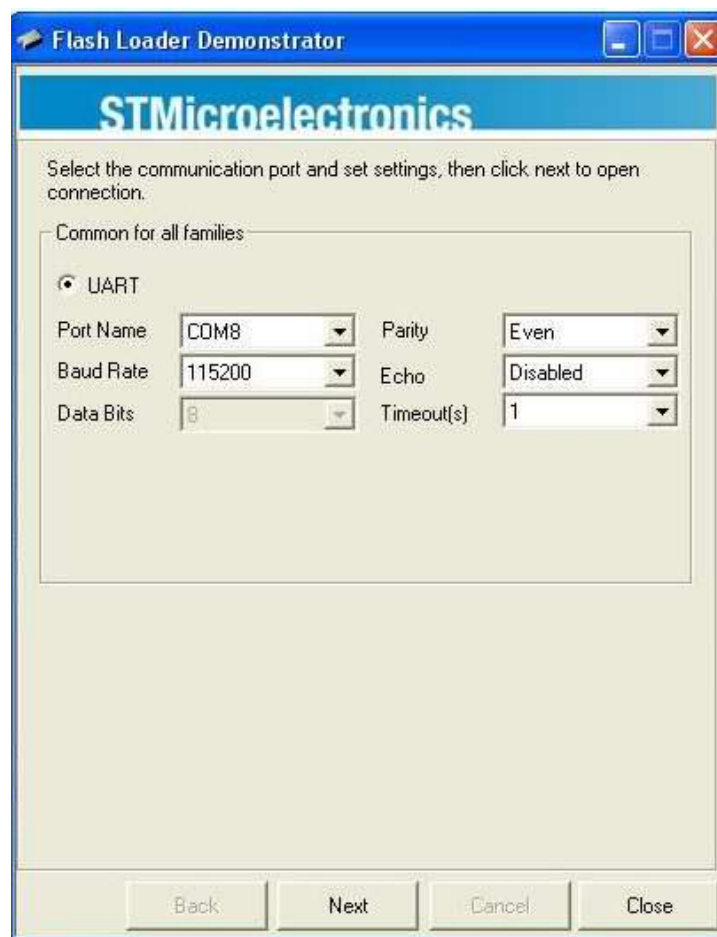 Flash Loader Demonstrator
STMicroelectronics
Select the communication port and set settings, then click next to open
connection.
Common for all families
UART
Port Name COM8 Parity Even
Baud Rate 115200 Echo Disabled
Data Bits 8 Timeout(s) 1
Back Next Cancel Close